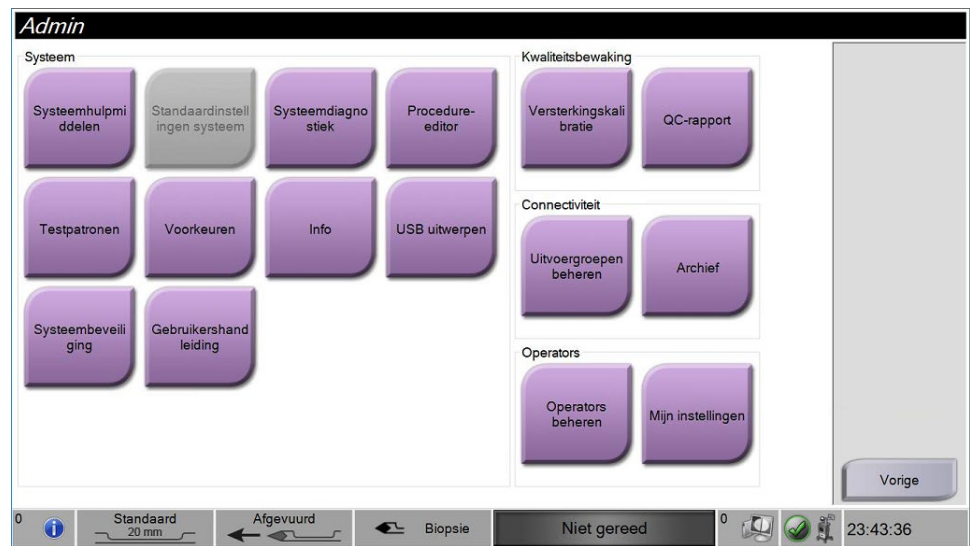 Admin
Systeem
Systeemhulpmi
ddelen
Standaardinstell
ingen systeem
Systeemdiagno
stiek
Procedure-
editor
Testpatronen
Voorkeuren
Info
USB uitwerpen
Systeembeveili
ging
Gebruikershand
leiding
Kwaliteitsbewaking
Versterkingskali
bratie
QC-rapport
Connectiviteit
Uitvoergroepen
beheren
Archief
Operators
Operators
beheren
Mijn instellingen
Vorige
0
Standaard
20 mm
Afgevuurd
Biopsie
Niet gereed
0
23:43:36